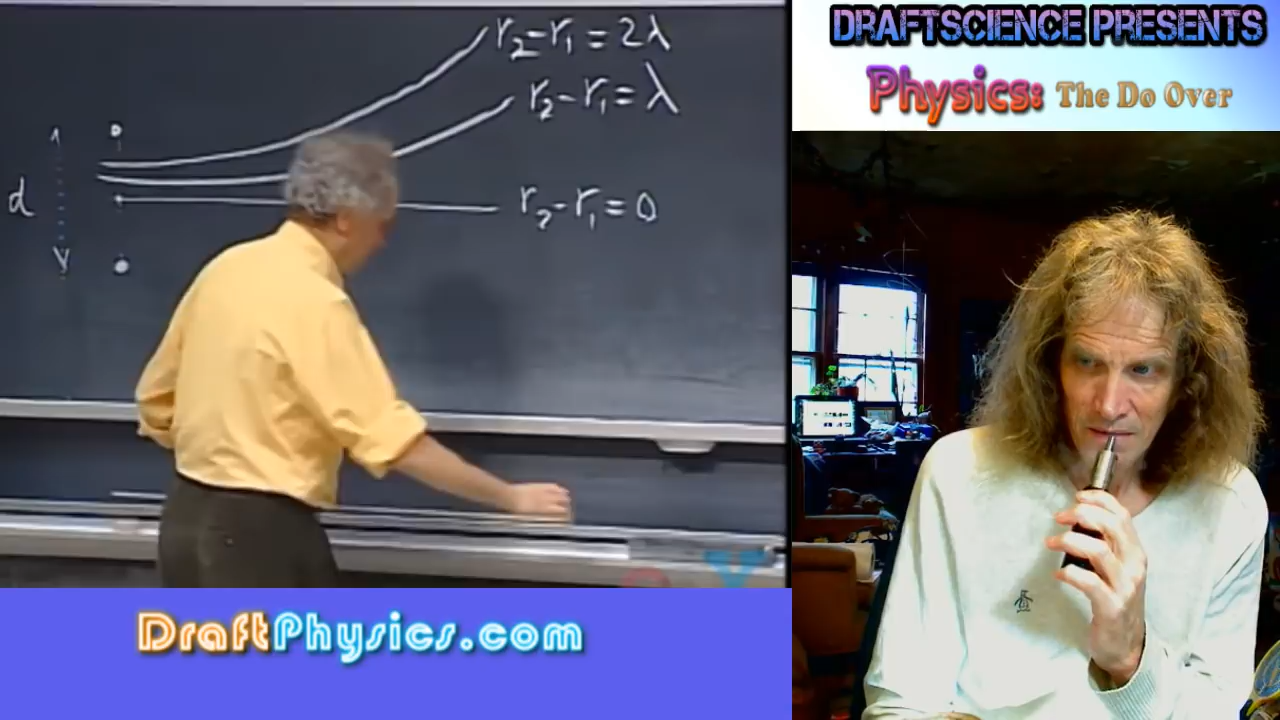 r₂-r₁=2λ
r₂-r₁=λ
d
r₂-r₁=0
DraftPhysics.com
DRAFTSCIENCE PRESENTS
Physics: The Do Over